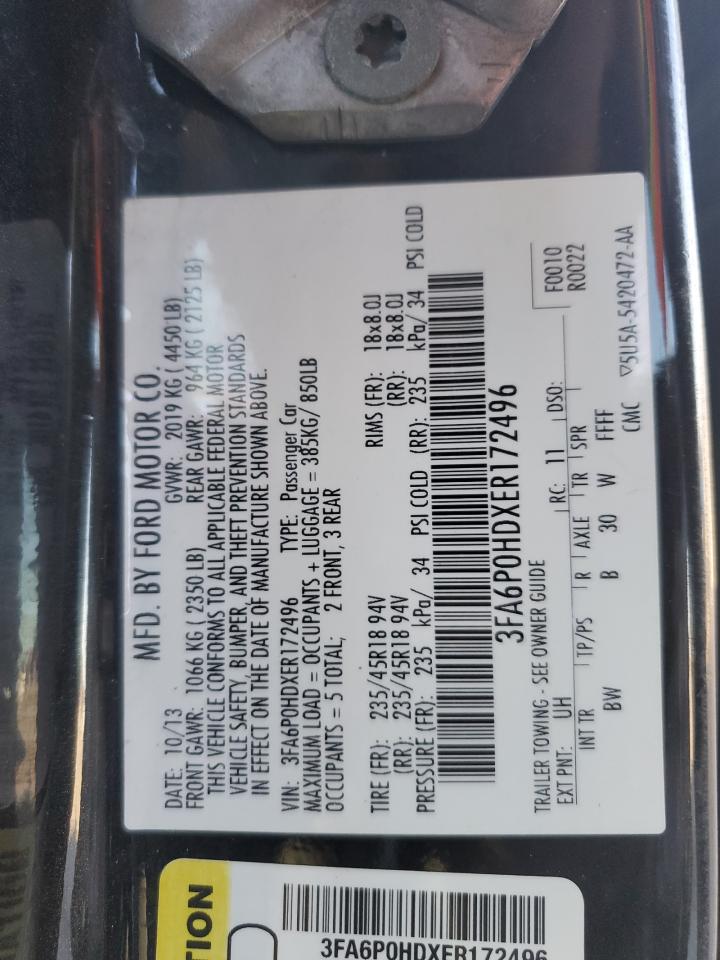 MFD. BY FORD MOTOR CO.
DATE: 10/13 GVWR: 2019 KG ( 4450 LB)
FRONT GAWR: 1066 KG ( 2350 LB) REAR GAWR: 964 KG ( 2125 LB)
THIS VEHICLE CONFORMS TO ALL APPLICABLE FEDERAL MOTOR
VEHICLE SAFETY, BUMPER, AND THEFT PREVENTION STANDARDS
IN EFFECT ON THE DATE OF MANUFACTURE SHOWN ABOVE.
VIN: 3FA6P0HDXER172496 TYPE: Passenger Car
MAXIMUM LOAD = OCCUPANTS + LUGGAGE = 385KG/ 850LB
OCCUPANTS = 5 TOTAL; 2 FRONT, 3 REAR
TIRE (FR): 235/45R18 94V RIMS (FR): 18x8.0J
(RR): 235/45R18 94V (RR): 18x8.0J
PRESSURE (FR): 235 kPa/ 34 PSI COLD (RR): 235 kPa/ 34 PSI COLD
3FA6P0HDXER172496
TRAILER TOWING - SEE OWNER GUIDE
EXT PNT: UH RC: 11 DSO: F0010
R0022
INT TR TP/PS R AXLE TR SPR
BW B 30 W FFFF
CMC ▽5U5A-5420472-AA
TION
3FA6P0HDXER172496